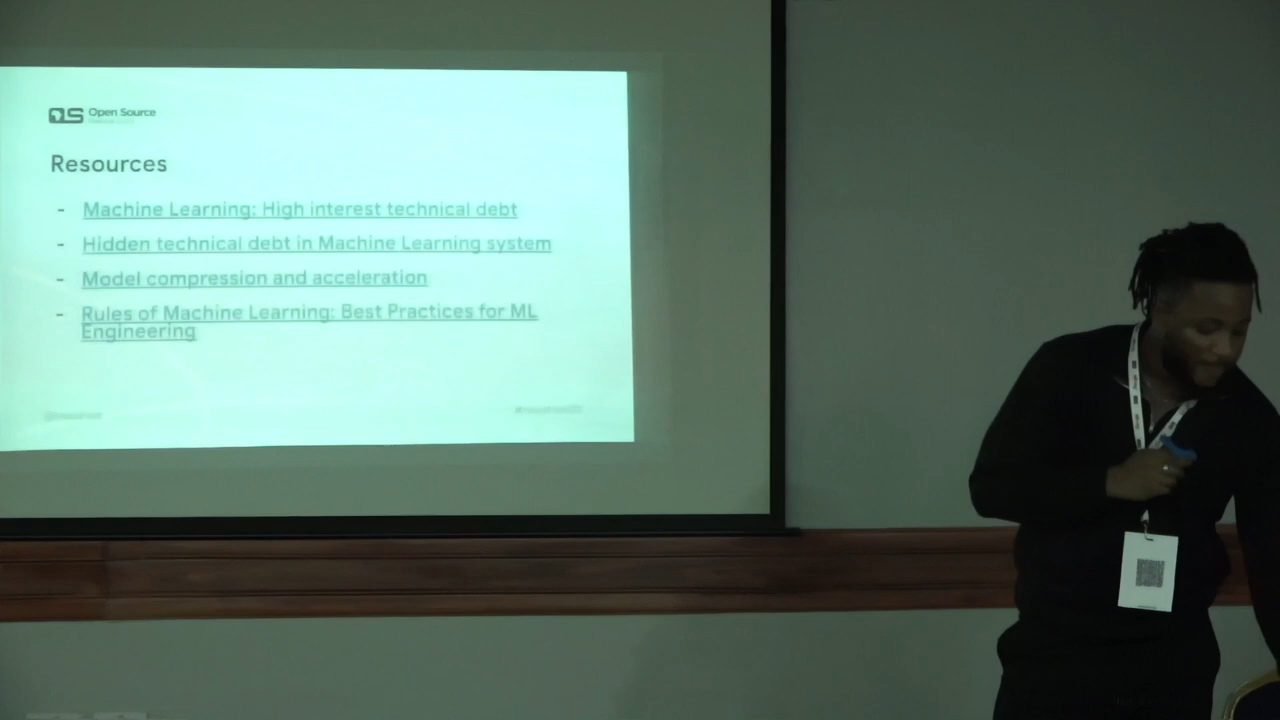 OS Open Source
Resources
- Machine Learning: High interest technical debt
- Hidden technical debt in Machine Learning system
- Model compression and acceleration
- Rules of Machine Learning: Best Practices for ML
Engineering